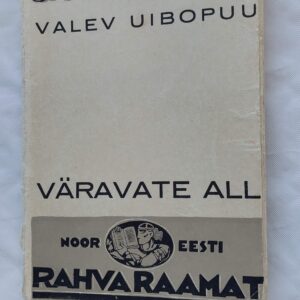 VALEV UIBOPUU
VÄRAVATE ALL
NOOR EESTI
RAHVARAAMAT